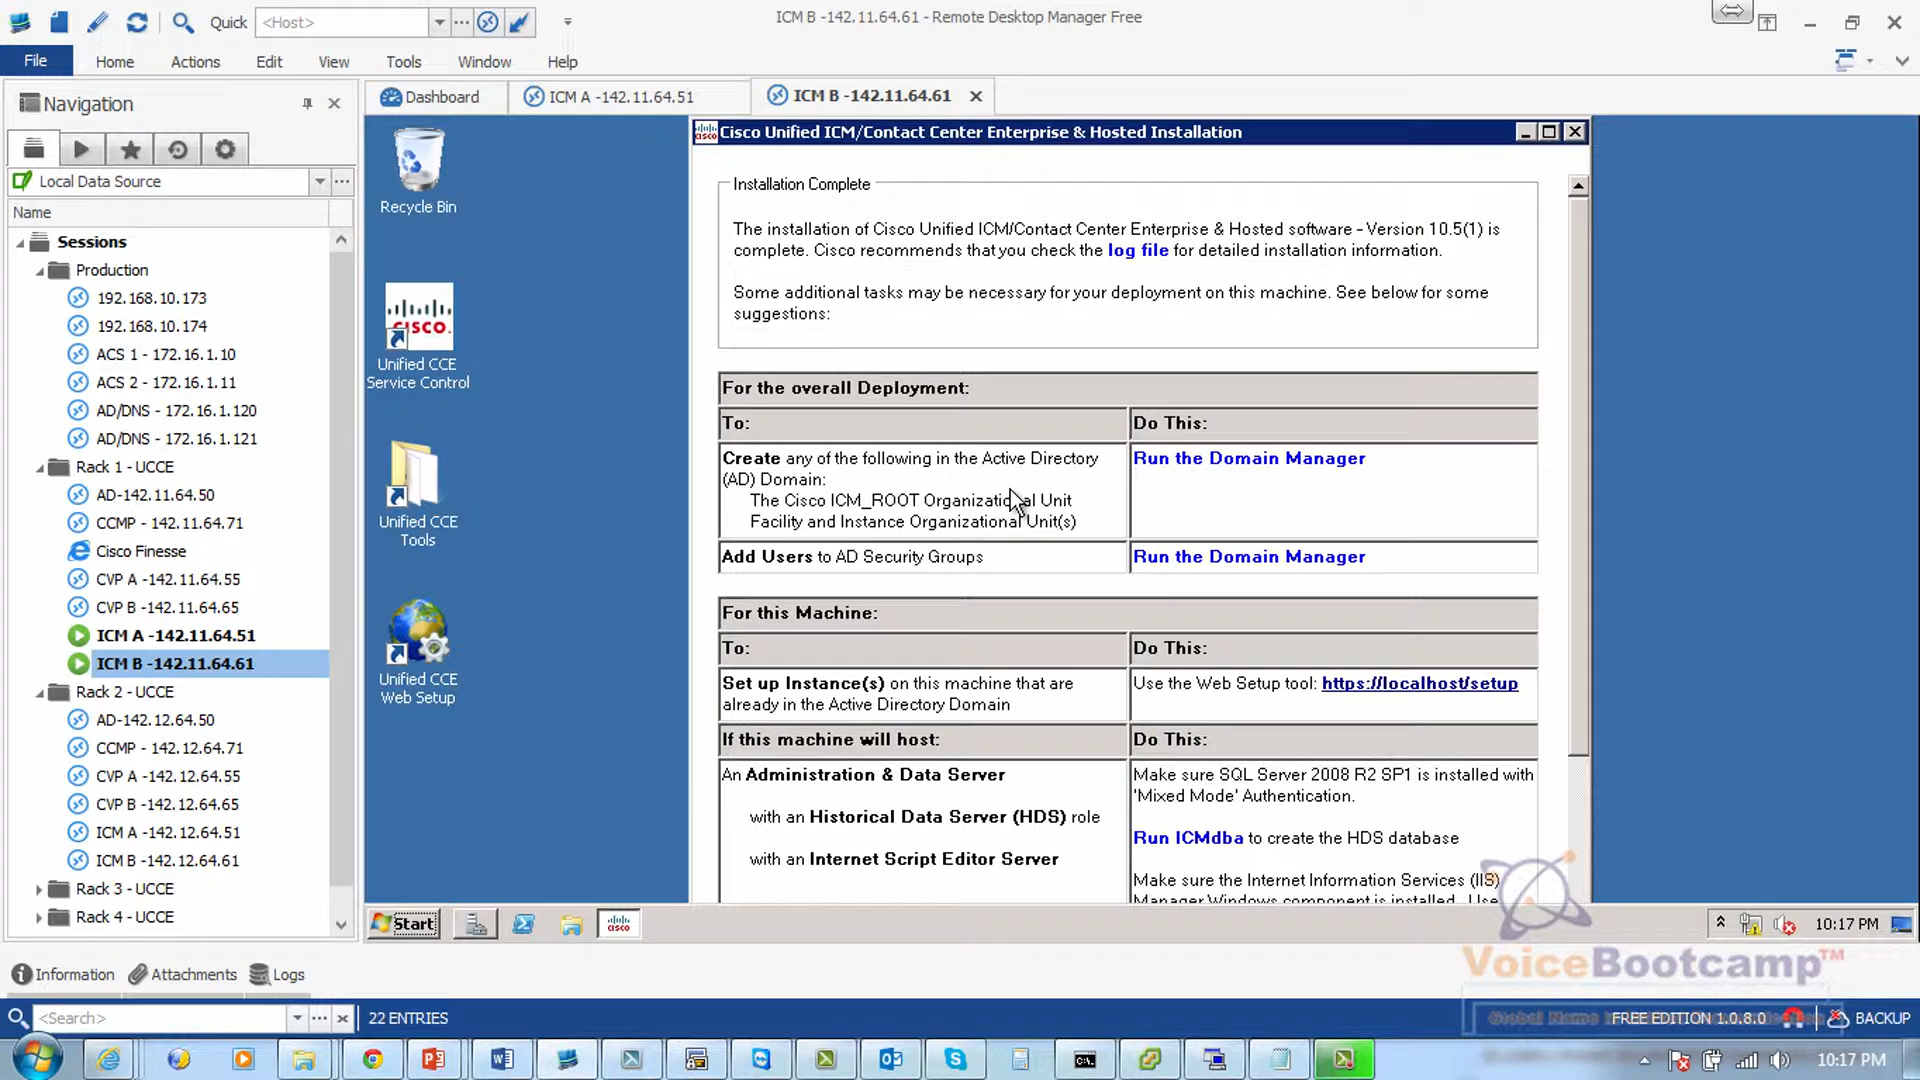 Quick
<Host>
ICM B -142.11.64.61 - Remote Desktop Manager Free
File
Home
Actions
Edit
View
Tools
Window
Help
Navigation
Dashboard
ICM A -142.11.64.51
ICM B -142.11.64.61
Local Data Source
Name
Sessions
Production
192.168.10.173
192.168.10.174
ACS 1 - 172.16.1.10
ACS 2 - 172.16.1.11
AD/DNS - 172.16.1.120
AD/DNS - 172.16.1.121
Rack 1 - UCCE
AD-142.11.64.50
CCMP - 142.11.64.71
Cisco Finesse
CVP A -142.11.64.55
CVP B -142.11.64.65
ICM A -142.11.64.51
ICM B -142.11.64.61
Rack 2 - UCCE
AD-142.12.64.50
CCMP - 142.12.64.71
CVP A -142.12.64.55
CVP B -142.12.64.65
ICM A -142.12.64.51
ICM B -142.12.64.61
Rack 3 - UCCE
Rack 4 - UCCE
Recycle Bin
CISCO.
Unified CCE
Service Control
Unified CCE
Tools
Unified CCE
Web Setup
Cisco Unified ICM/Contact Center Enterprise & Hosted Installation
Installation Complete
The installation of Cisco Unified ICM/Contact Center Enterprise & Hosted software - Version 10.5(1) is
complete. Cisco recommends that you check the log file for detailed installation information.
Some additional tasks may be necessary for your deployment on this machine. See below for some
suggestions:
For the overall Deployment:
To:
Do This:
Create any of the following in the Active Directory
(AD) Domain:
The Cisco ICM_ROOT Organizational Unit
Facility and Instance Organizational Unit(s)
Run the Domain Manager
Add Users to AD Security Groups
Run the Domain Manager
For this Machine:
To:
Do This:
Set up Instance(s) on this machine that are
already in the Active Directory Domain
Use the Web Setup tool: https://localhost/setup
If this machine will host:
Do This:
An Administration & Data Server
with an Historical Data Server (HDS) role
with an Internet Script Editor Server
Make sure SQL Server 2008 R2 SP1 is installed with
'Mixed Mode' Authentication.
Run ICMdba to create the HDS database
Make sure the Internet Information Services (IIS)
Manager Windows component is installed. Use
Start
cisco
10:17 PM
VoiceBootcamp™
Information
Attachments
Logs
<Search>
22 ENTRIES
FREE EDITION 1.0.8.0
BACKUP
10:17 PM